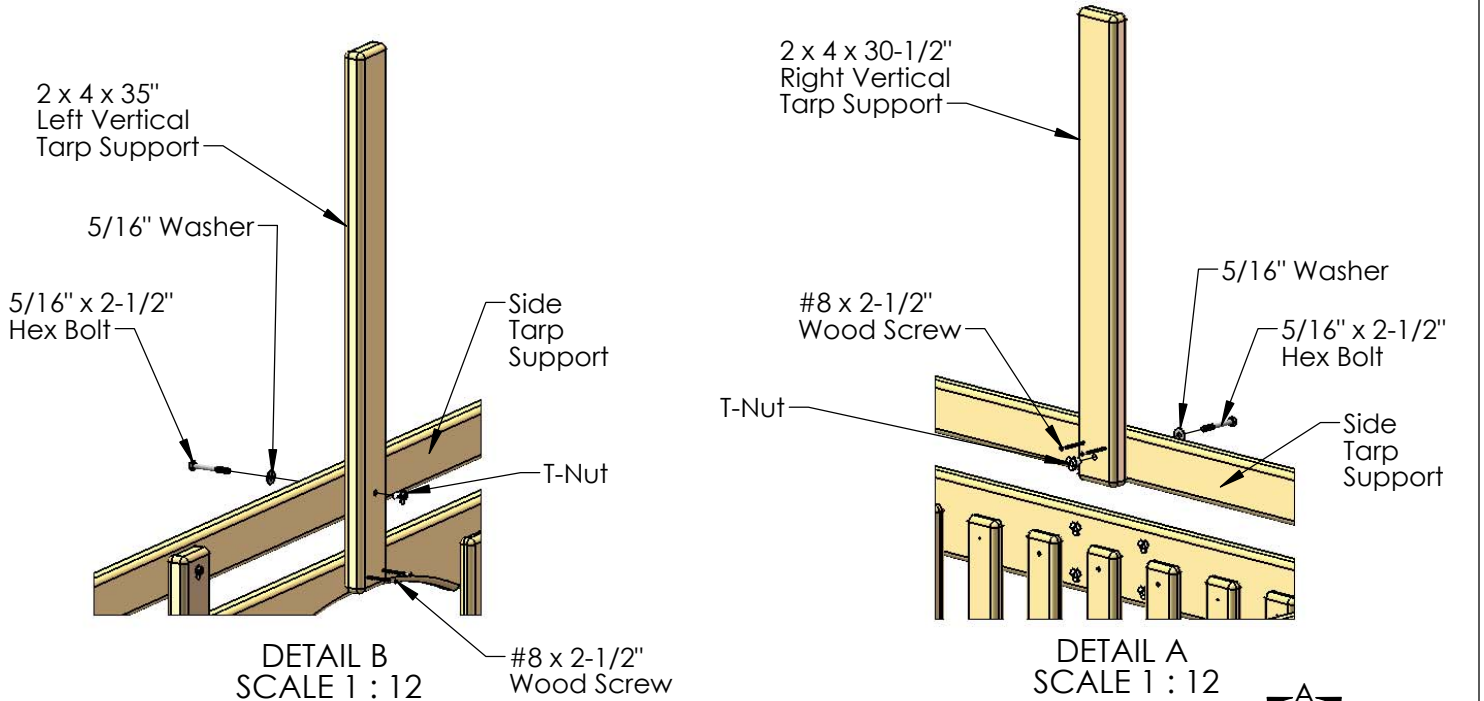 2 x 4 x 35"
Left Vertical
Tarp Support
5/16" Washer
5/16" x 2-1/2"
Hex Bolt
Side
Tarp
Support
T-Nut
#8 x 2-1/2"
Wood Screw
DETAIL B
SCALE 1 : 12
2 x 4 x 30-1/2"
Right Vertical
Tarp Support
#8 x 2-1/2"
Wood Screw
T-Nut
5/16" Washer
5/16" x 2-1/2"
Hex Bolt
Side
Tarp
Support
DETAIL A
SCALE 1 : 12
A